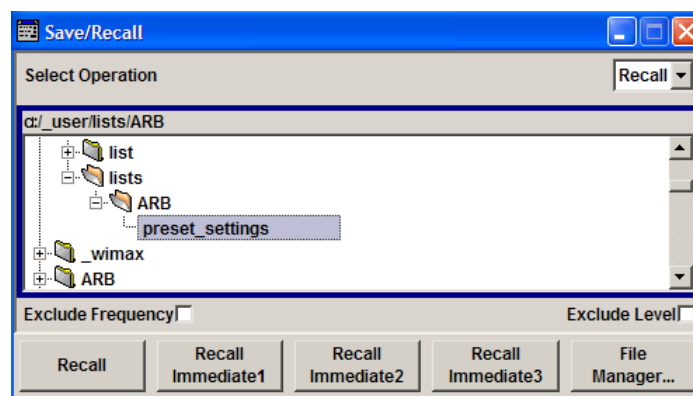 Save/Recall
Select Operation
Recall
a:/_user/lists/ARB
list
lists
ARB
preset_settings
_wimax
ARB
Exclude Frequency
Exclude Level
Recall
Recall Immediate1
Recall Immediate2
Recall Immediate3
File Manager...